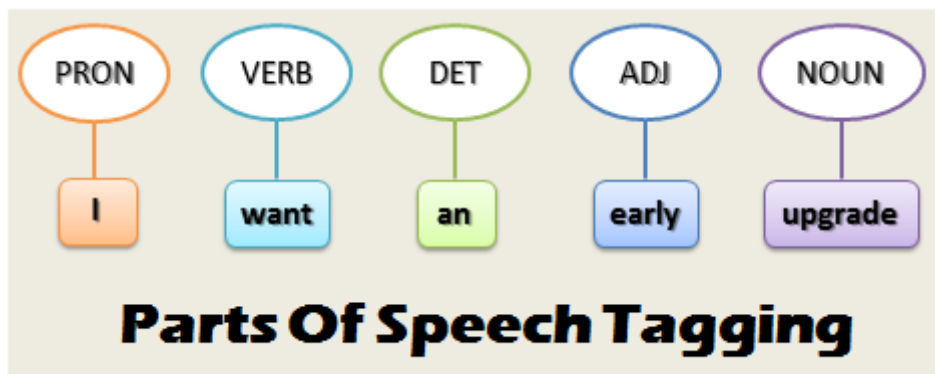 PRON VERB DET ADJ NOUN
I want an early upgrade
Parts Of Speech Tagging